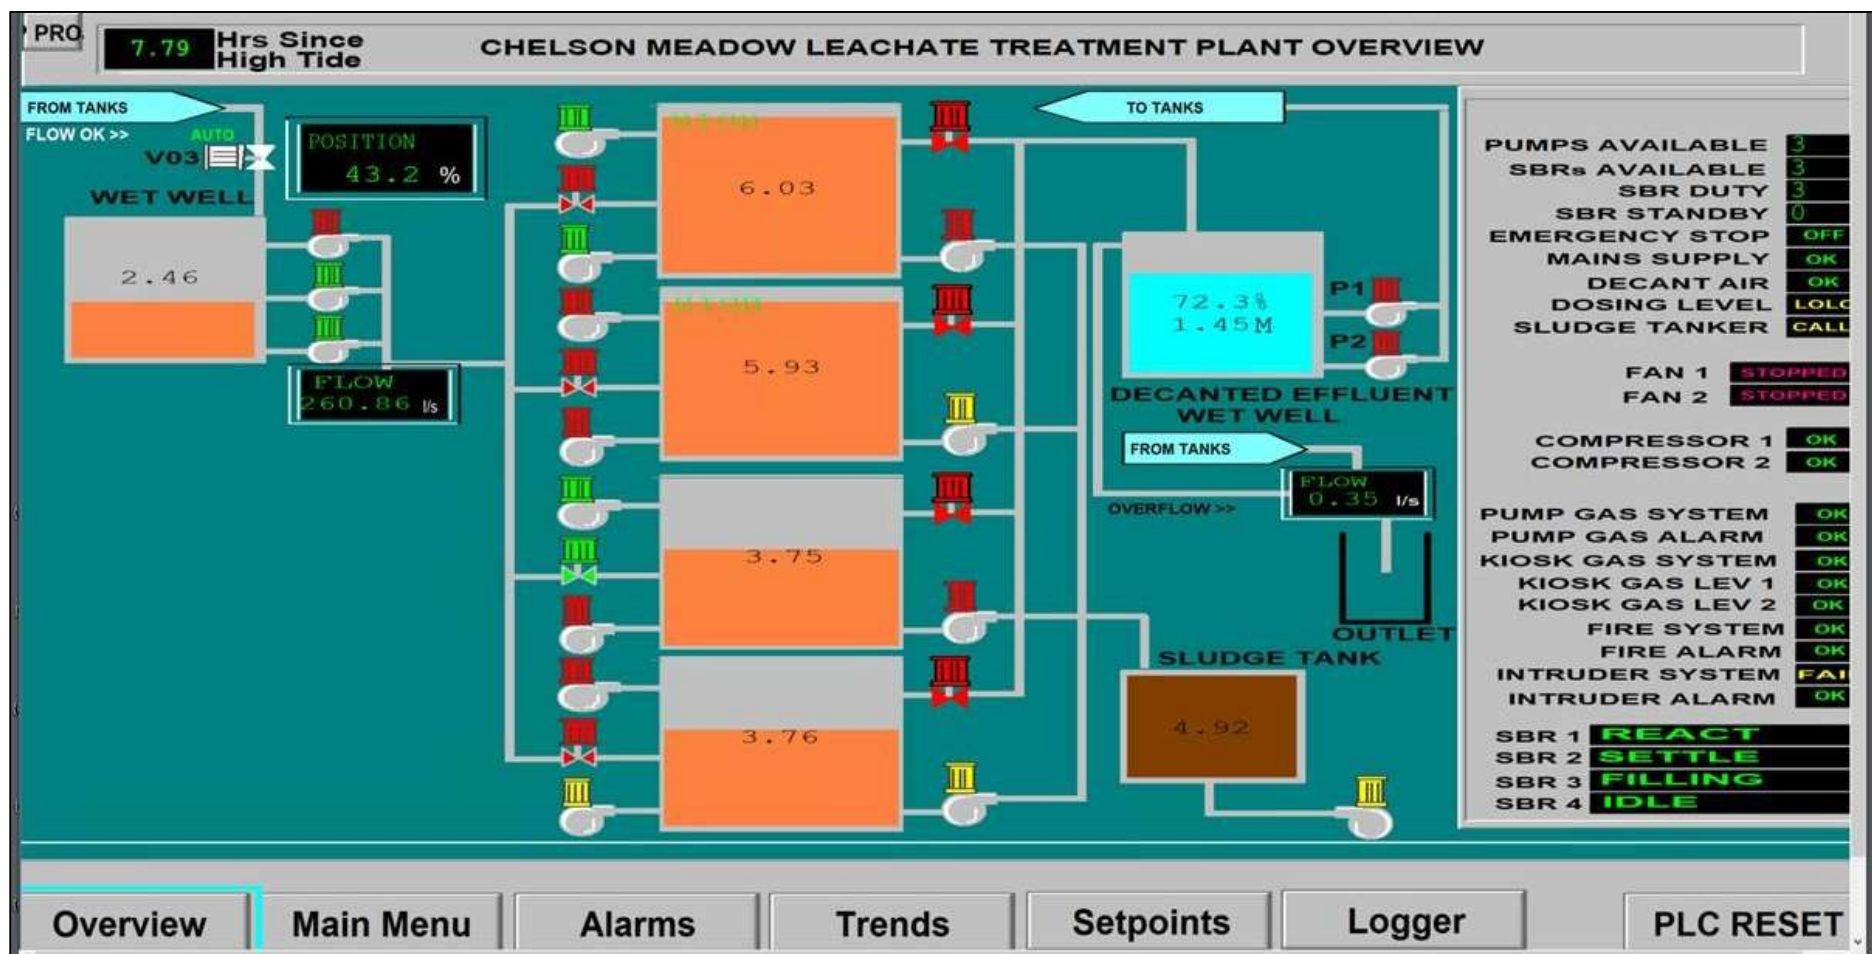 PRO
7.79 Hrs Since
High Tide
CHELSON MEADOW LEACHATE TREATMENT PLANT OVERVIEW
FROM TANKS
FLOW OK >>
AUTO
V03
POSITION
43.2 %
WET WELL
2.46
FLOW
260.86 l/s
6.03
5.93
3.75
3.76
TO TANKS
72.3%
1.45M
P1
P2
DECANTED EFFLUENT
WET WELL
FROM TANKS
FLOW
0.35 l/s
OVERFLOW >>
OUTLET
SLUDGE TANK
4.92
PUMPS AVAILABLE 3
SBRs AVAILABLE 3
SBR DUTY 3
SBR STANDBY 0
EMERGENCY STOP OFF
MAINS SUPPLY OK
DECANT AIR OK
DOSING LEVEL LOLO
SLUDGE TANKER CALL
FAN 1 STOPPED
FAN 2 STOPPED
COMPRESSOR 1 OK
COMPRESSOR 2 OK
PUMP GAS SYSTEM OK
PUMP GAS ALARM OK
KIOSK GAS SYSTEM OK
KIOSK GAS LEV 1 OK
KIOSK GAS LEV 2 OK
FIRE SYSTEM OK
FIRE ALARM OK
INTRUDER SYSTEM FAI
INTRUDER ALARM OK
SBR 1 REACT
SBR 2 SETTLE
SBR 3 FILLING
SBR 4 IDLE
Overview
Main Menu
Alarms
Trends
Setpoints
Logger
PLC RESET